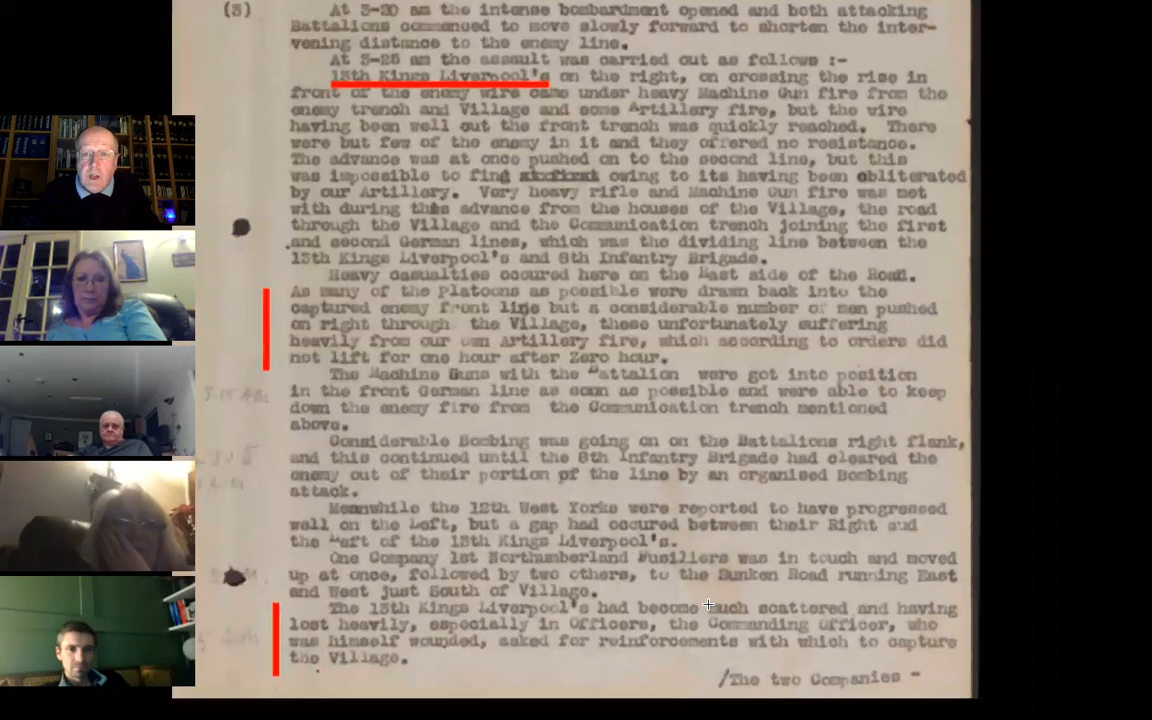 (3) At 3-20 am the intense bombardment opened and both attacking
Battalions commenced to move slowly forward to shorten the inter-
vening distance to the enemy line.
At 3-25 am the assault was carried out as follows :-
13th Kings Liverpool's on the right, on crossing the rise in
front of the enemy wire came under heavy Machine Gun fire from the
enemy trench and Village and some Artillery fire, but the wire
having been well cut the front trench was quickly reached. There
were but few of the enemy in it and they offered no resistance.
The advance was at once pushed on to the second line, but this
was impossible to find owing to its having been obliterated
by our Artillery. Very heavy rifle and Machine Gun fire was met
with during this advance from the houses of the Village, the road
through the Village and the Communication trench joining the first
and second German lines, which was the dividing line between the
13th Kings Liverpool's and 8th Infantry Brigade.
Heavy casualties occured here on the East side of the Road.
As many of the Platoons as possible were drawn back into the
captured enemy front line but a considerable number of men pushed
on right through the Village, these unfortunately suffering
heavily from our own Artillery fire, which according to orders did
not lift for one hour after Zero hour.
The Machine Guns with the Battalion were got into position
in the front German line as soon as possible and were able to keep
down the enemy fire from the Communication trench mentioned
above.
Considerable Bombing was going on on the Battalions right flank,
and this continued until the 8th Infantry Brigade had cleared the
enemy out of their portion of the line by an organised Bombing
attack.
Meanwhile the 12th West Yorks were reported to have progressed
well on the Left, but a gap had occured between their Right and
the Left of the 13th Kings Liverpool's.
One Company 1st Northumberland Fusiliers was in touch and moved
up at once, followed by two others, to the Sunken Road running East
and West just South of Village.
The 13th Kings Liverpool's had become much scattered and having
lost heavily, especially in Officers, the Commanding Officer, who
was himself wounded, asked for reinforcements with which to capture
the Village.
/The two Companies -